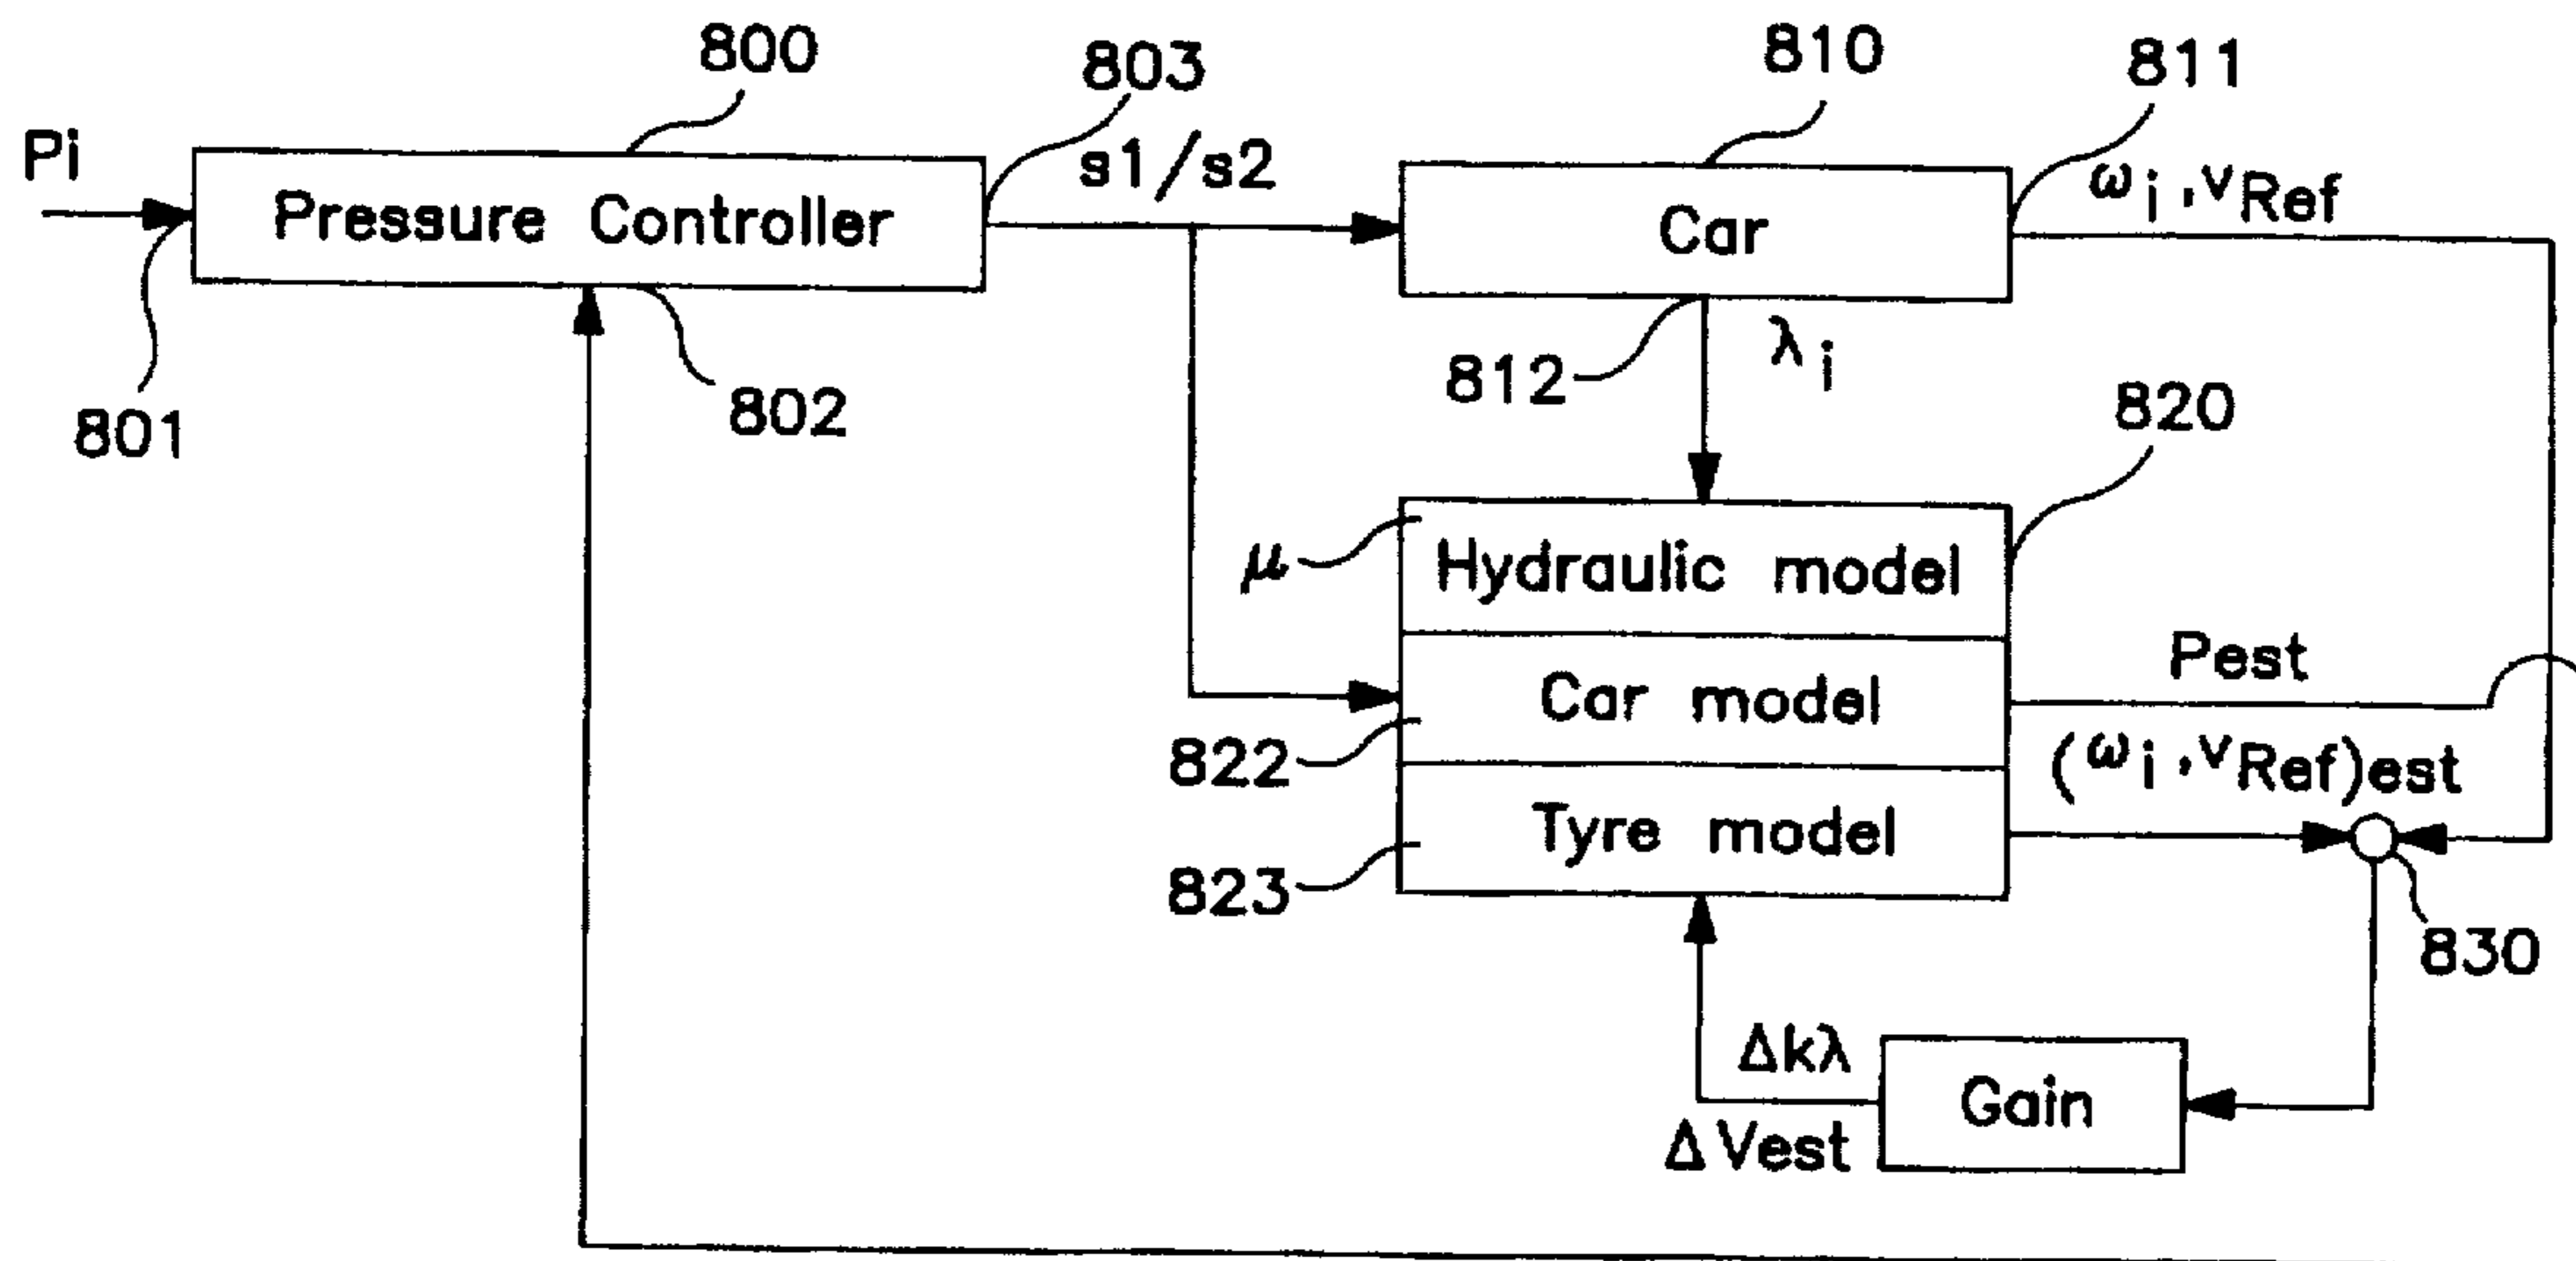 800
803
810
811
Pi
s1/s2
ωi, vRef
Pressure Controller
Car
801
802
812
λi
820
μ
Hydraulic model
Pest
Car model
822
(ωi, vRef)est
Tyre model
823
830
Δkλ
Gain
ΔVest